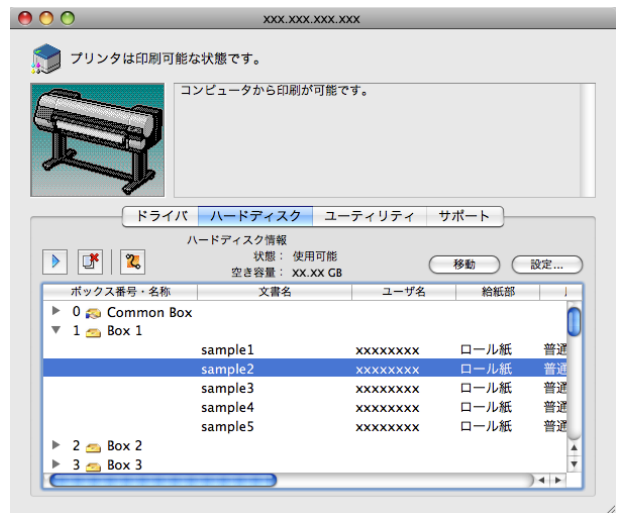 xxx.xxx.xxx.xxx
プリンタは印刷可能な状態です。
コンピュータから印刷が可能です。
ドライバ ハードディスク ユーティリティ サポート
ハードディスク情報
状態： 使用可能
空き容量： XX.XX GB
移動 設定...
ボックス番号・名称 文書名 ユーザ名 給紙部
0 Common Box
1 Box 1
sample1 xxxxxxxx ロール紙 普通
sample2 xxxxxxxx ロール紙 普通
sample3 xxxxxxxx ロール紙 普通
sample4 xxxxxxxx ロール紙 普通
sample5 xxxxxxxx ロール紙 普通
2 Box 2
3 Box 3